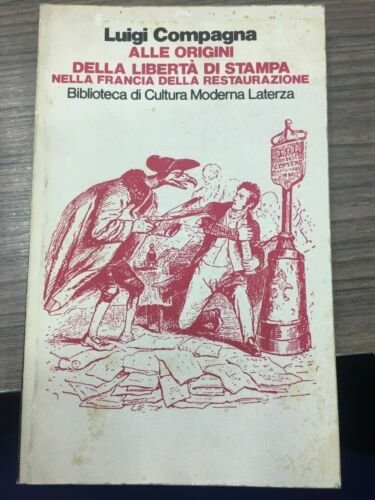 Luigi Compagna
ALLE ORIGINI
DELLA LIBERTÀ DI STAMPA
NELLA FRANCIA DELLA RESTAURAZIONE
Biblioteca di Cultura Moderna Laterza